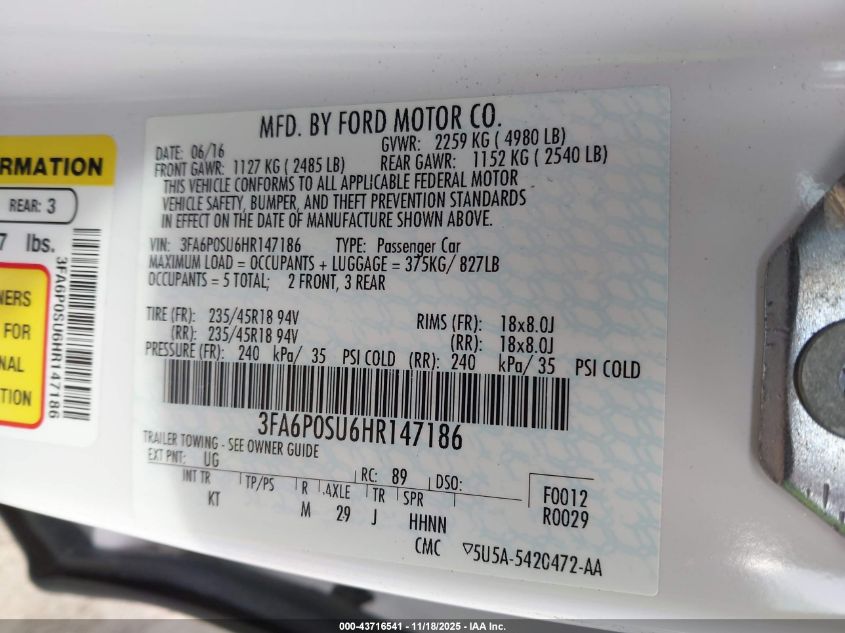 MFD. BY FORD MOTOR CO.
DATE: 06/16 GVWR: 2259 KG ( 4980 LB)
FRONT GAWR: 1127 KG ( 2485 LB) REAR GAWR: 1152 KG ( 2540 LB)
THIS VEHICLE CONFORMS TO ALL APPLICABLE FEDERAL MOTOR
VEHICLE SAFETY, BUMPER, AND THEFT PREVENTION STANDARDS
IN EFFECT ON THE DATE OF MANUFACTURE SHOWN ABOVE.
VIN: 3FA6P0SU6HR147186 TYPE: Passenger Car
MAXIMUM LOAD = OCCUPANTS + LUGGAGE = 375KG/ 827LB
OCCUPANTS = 5 TOTAL; 2 FRONT, 3 REAR
TIRE (FR): 235/45R18 94V RIMS (FR): 18x8.0J
(RR): 235/45R18 94V (RR): 18x8.0J
PRESSURE (FR): 240 kPa/ 35 PSI COLD (RR): 240 kPa/ 35 PSI COLD
3FA6P0SU6HR147186
TRAILER TOWING - SEE OWNER GUIDE
EXT PNT: UG RC: 89 DSO:
INT TR TP/PS R .4XLE TR SPR F0012
KT M 29 J HHNN R0029
CMC ▽5U5A-5420472-AA
ORMATION
REAR: 3
7 lbs.
3FA6P0SU6HR147186
NERS
FOR
NAL
TION
000-43716541 / 11/18/2025 - IAA Inc.